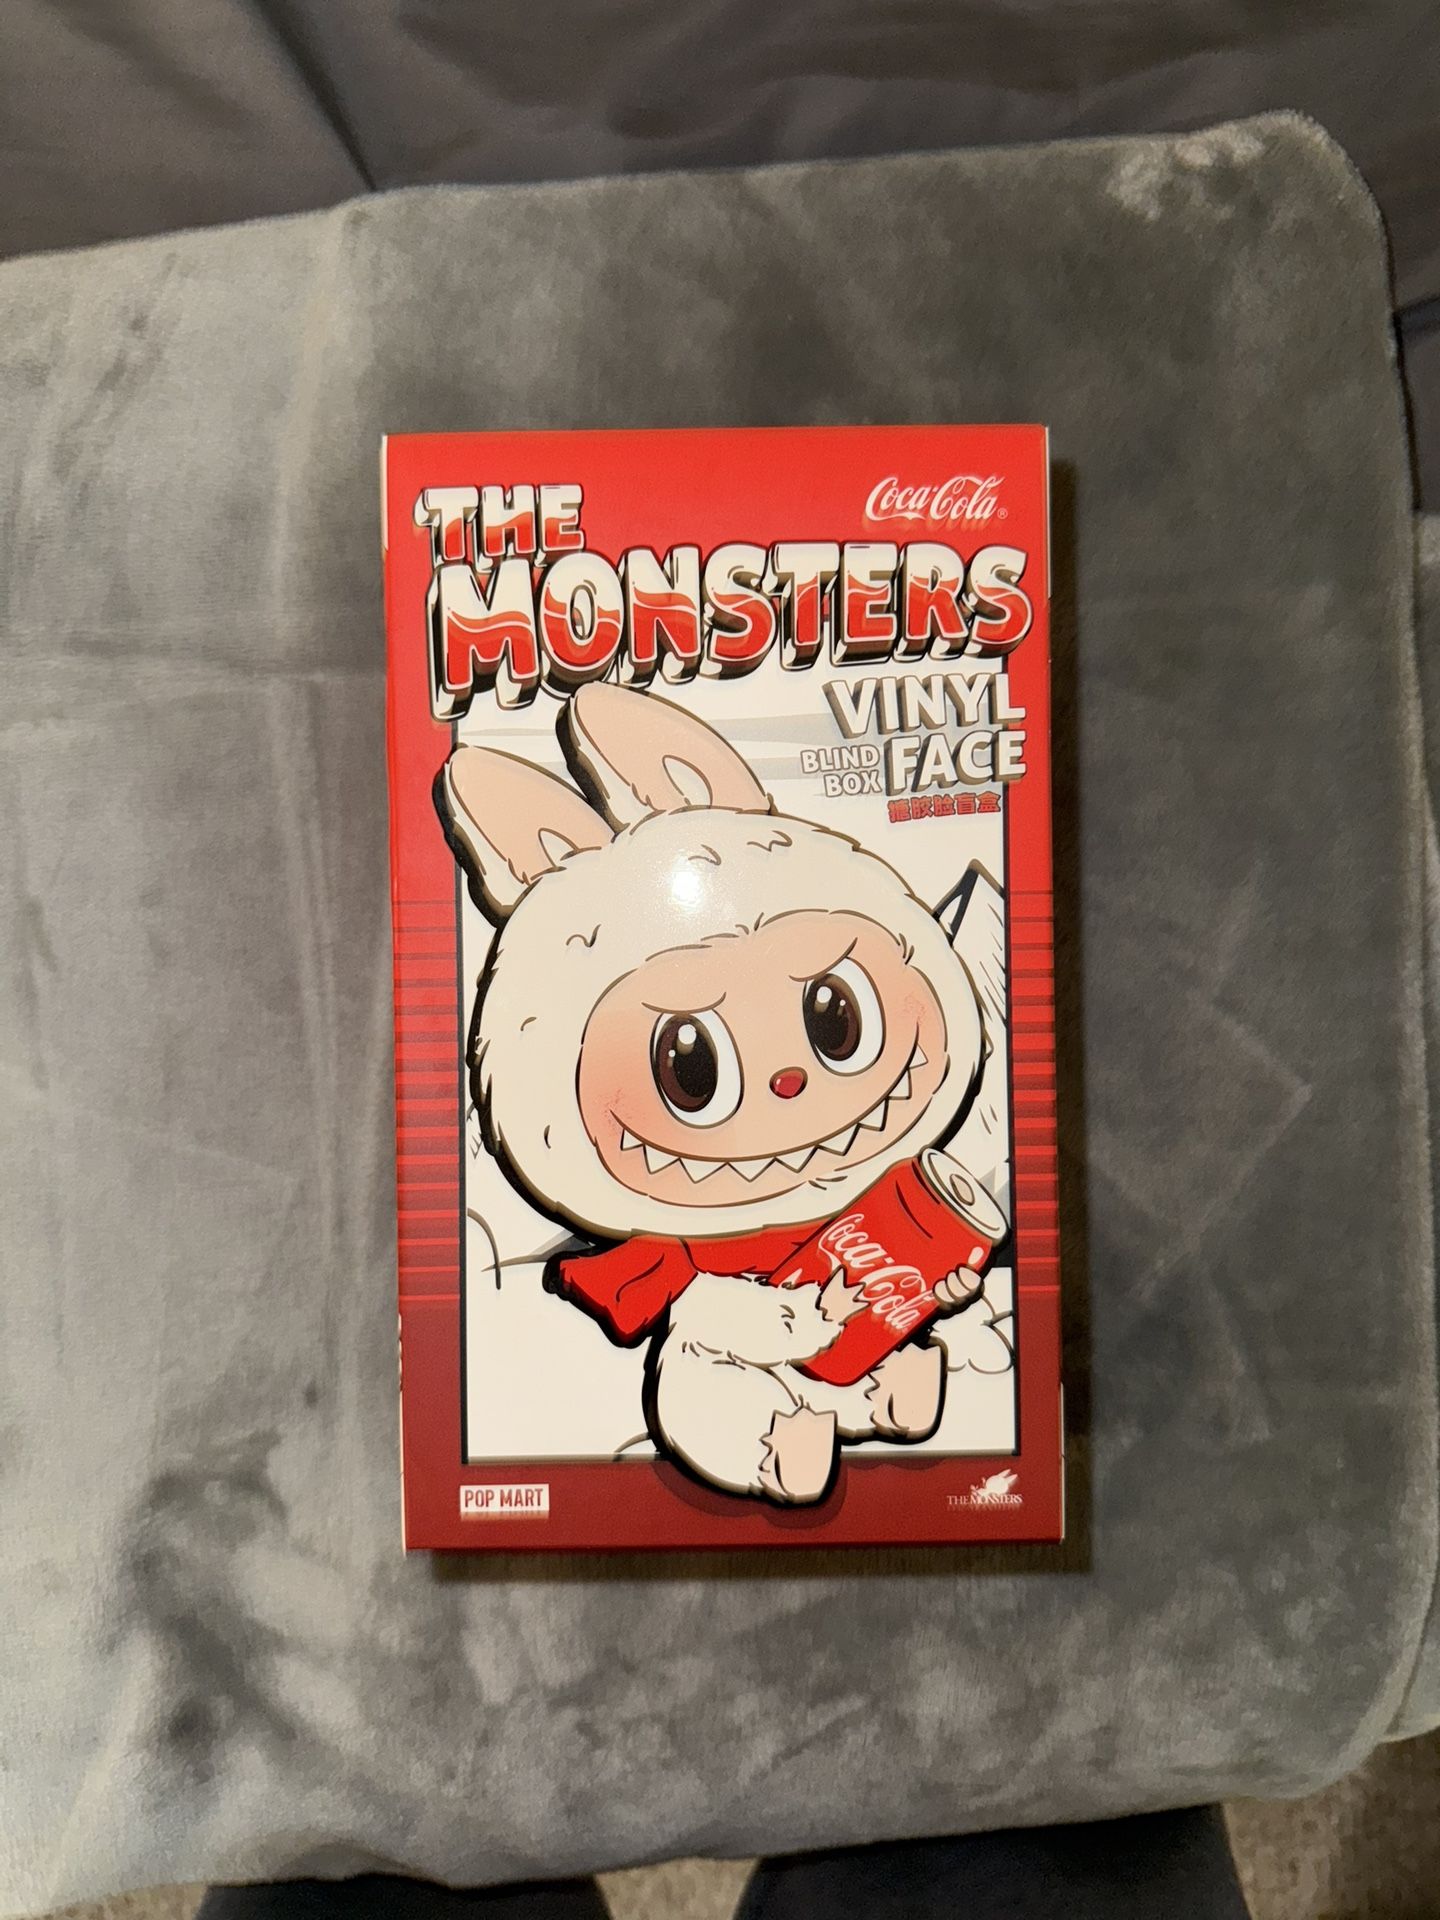 THE
Coca-Cola®
MONSTERS
VINYL
BLIND
BOX
FACE
搪胶脸盲盒
Coca-Cola
POP MART
THE MONSTERS